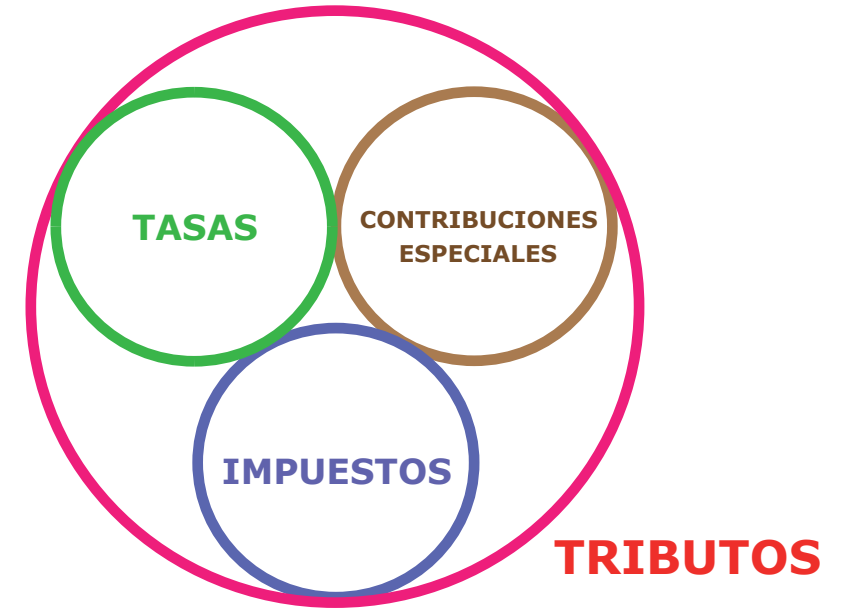 TASAS
CONTRIBUCIONES
ESPECIALES
IMPUESTOS
TRIBUTOS